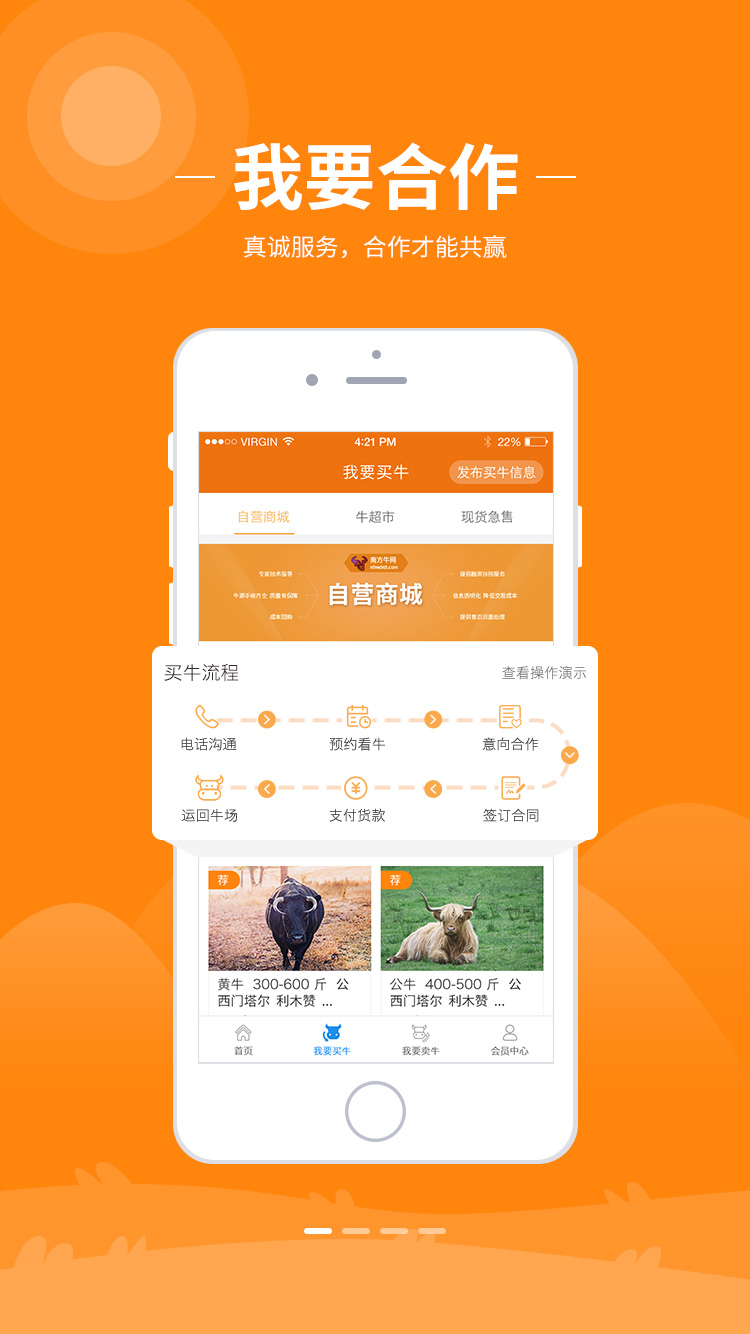 我要合作
真诚服务，合作才能共赢
VIRGIN 4:21 PM 22%
我要买牛 发布买牛信息
自营商城 牛超市 现货急售
南方牛网
自营商城
专家技术指导
牛源手续齐全 质量有保障
成本回购
提供融资扶持服务
信息透明化 降低交易成本
提供售后应激处理
买牛流程 查看操作演示
电话沟通 预约看牛 意向合作
运回牛场 支付货款 签订合同
荐 荐
黄牛 300-600 斤 公 公牛 400-500 斤 公
西门塔尔 利木赞 ... 西门塔尔 利木赞 ...
首页 我要买牛 我要卖牛 会员中心